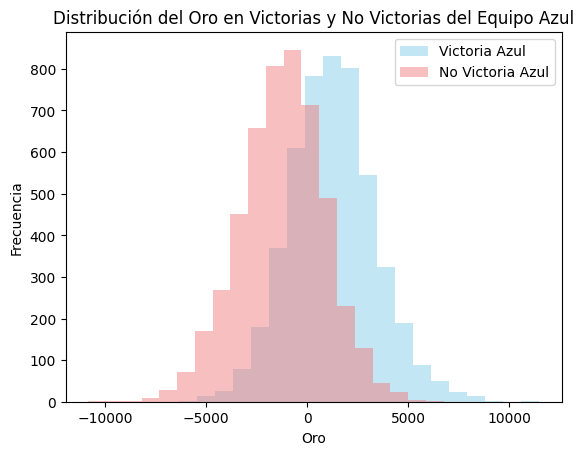 Distribución del Oro en Victorias y No Victorias del Equipo Azul
Victoria Azul
No Victoria Azul
Frecuencia
800
700
600
500
400
300
200
100
0
−10000
−5000
0
5000
10000
Oro